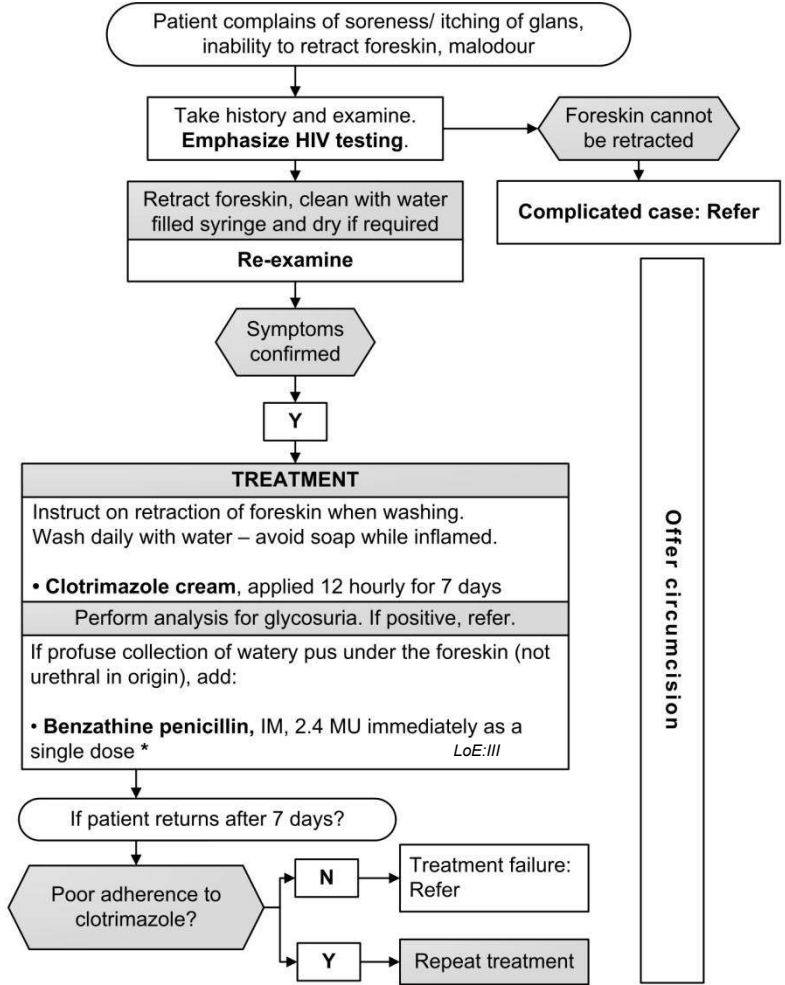 Patient complains of soreness/ itching of glans,
inability to retract foreskin, malodour
Take history and examine.
Emphasize HIV testing.
Foreskin cannot
be retracted
Complicated case: Refer
Retract foreskin, clean with water
filled syringe and dry if required
Re-examine
Symptoms
confirmed
Y
TREATMENT
Instruct on retraction of foreskin when washing.
Wash daily with water – avoid soap while inflamed.
• Clotrimazole cream, applied 12 hourly for 7 days
Perform analysis for glycosuria. If positive, refer.
If profuse collection of watery pus under the foreskin (not
urethral in origin), add:
• Benzathine penicillin, IM, 2.4 MU immediately as a
single dose *
LoE:III
Offer circumcision
If patient returns after 7 days?
Poor adherence to
clotrimazole?
N
Treatment failure:
Refer
Y
Repeat treatment